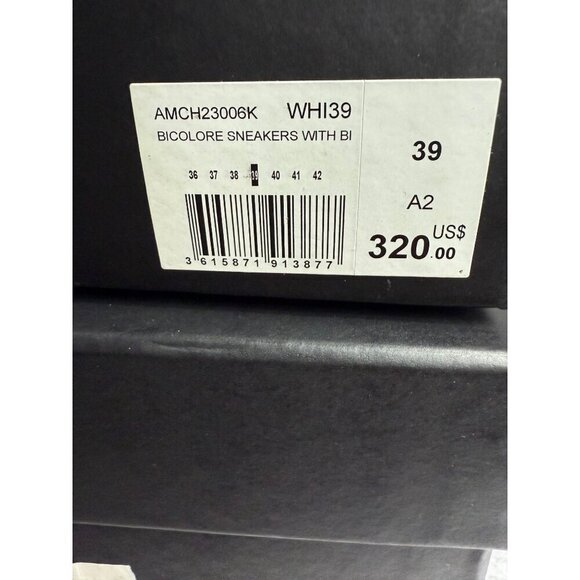 AMCH23006K WHI39
BICOLORE SNEAKERS WITH BI
36 37 38 39 40 41 42
3 615871 913877
39
A2
US$
320.00